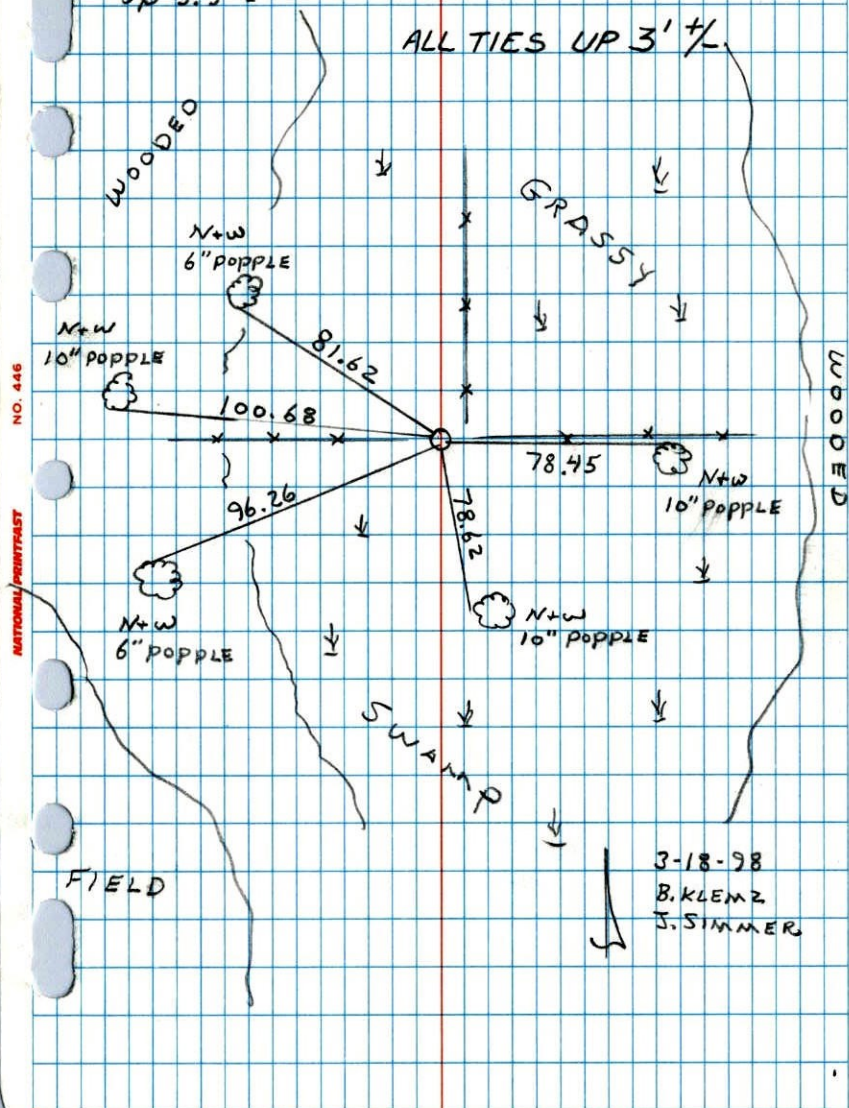 ALL TIES UP 3' +/-
WOODED
GRASSY
N+W
6" POPPLE
81.62
N+W
10" POPPLE
100.68
WOODED
NO. 446
78.45
N+W
10" POPPLE
96.26
78.62
NATIONAL PRINTFAST
N+W
6" POPPLE
N+W
10" POPPLE
SWAMP
FIELD
3-18-98
B. KLEMZ
J. SIMMER